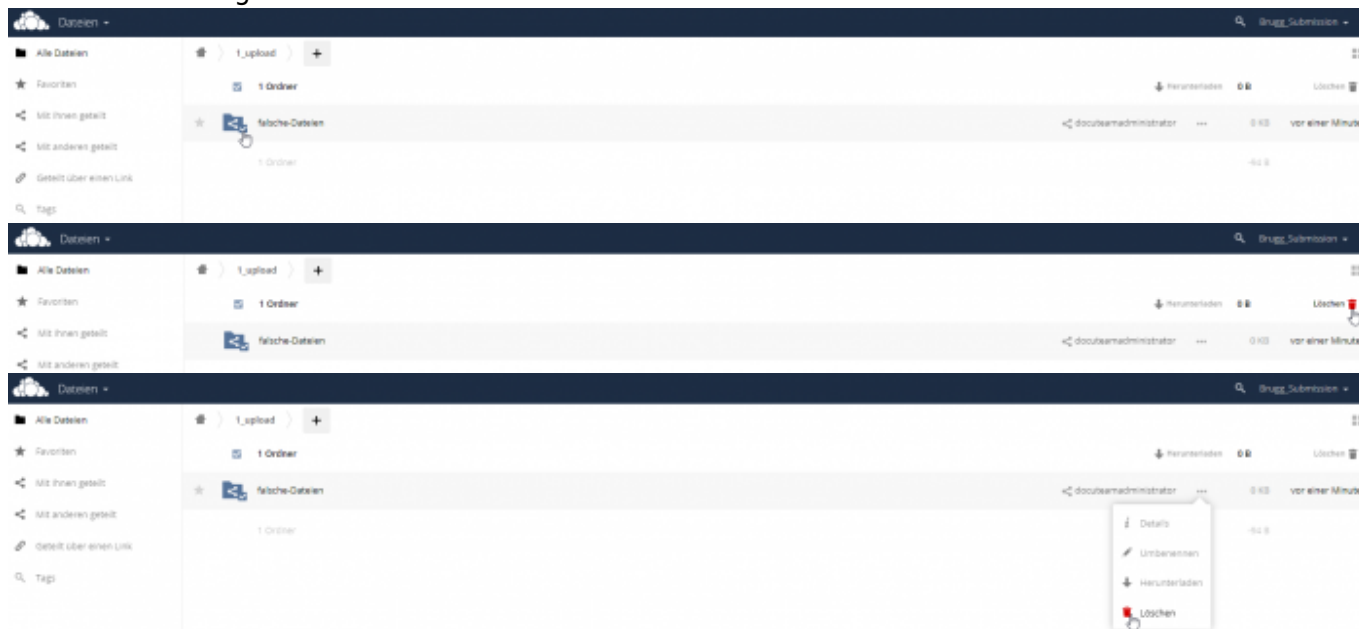 Dateien
Brugg_Submission
Alle Dateien
1_upload
+
Favoriten
1 Ordner
Herunterladen
0 B
Löschen
Mit Ihnen geteilt
falsche-Dateien
docuteamadministrator
...
0 KB
vor einer Minute
Mit anderen geteilt
1 Ordner
Geteilt über einen Link
Tags
Dateien
Brugg_Submission
Alle Dateien
1_upload
+
Favoriten
1 Ordner
Herunterladen
0 B
Löschen
Mit Ihnen geteilt
falsche-Dateien
docuteamadministrator
...
0 KB
vor einer Minute
Mit anderen geteilt
Dateien
Brugg_Submission
Alle Dateien
1_upload
+
Favoriten
1 Ordner
Herunterladen
0 B
Löschen
Mit Ihnen geteilt
falsche-Dateien
docuteamadministrator
...
0 KB
vor einer Minute
Mit anderen geteilt
1 Ordner
Details
Geteilt über einen Link
Umbenennen
Tags
Herunterladen
Löschen